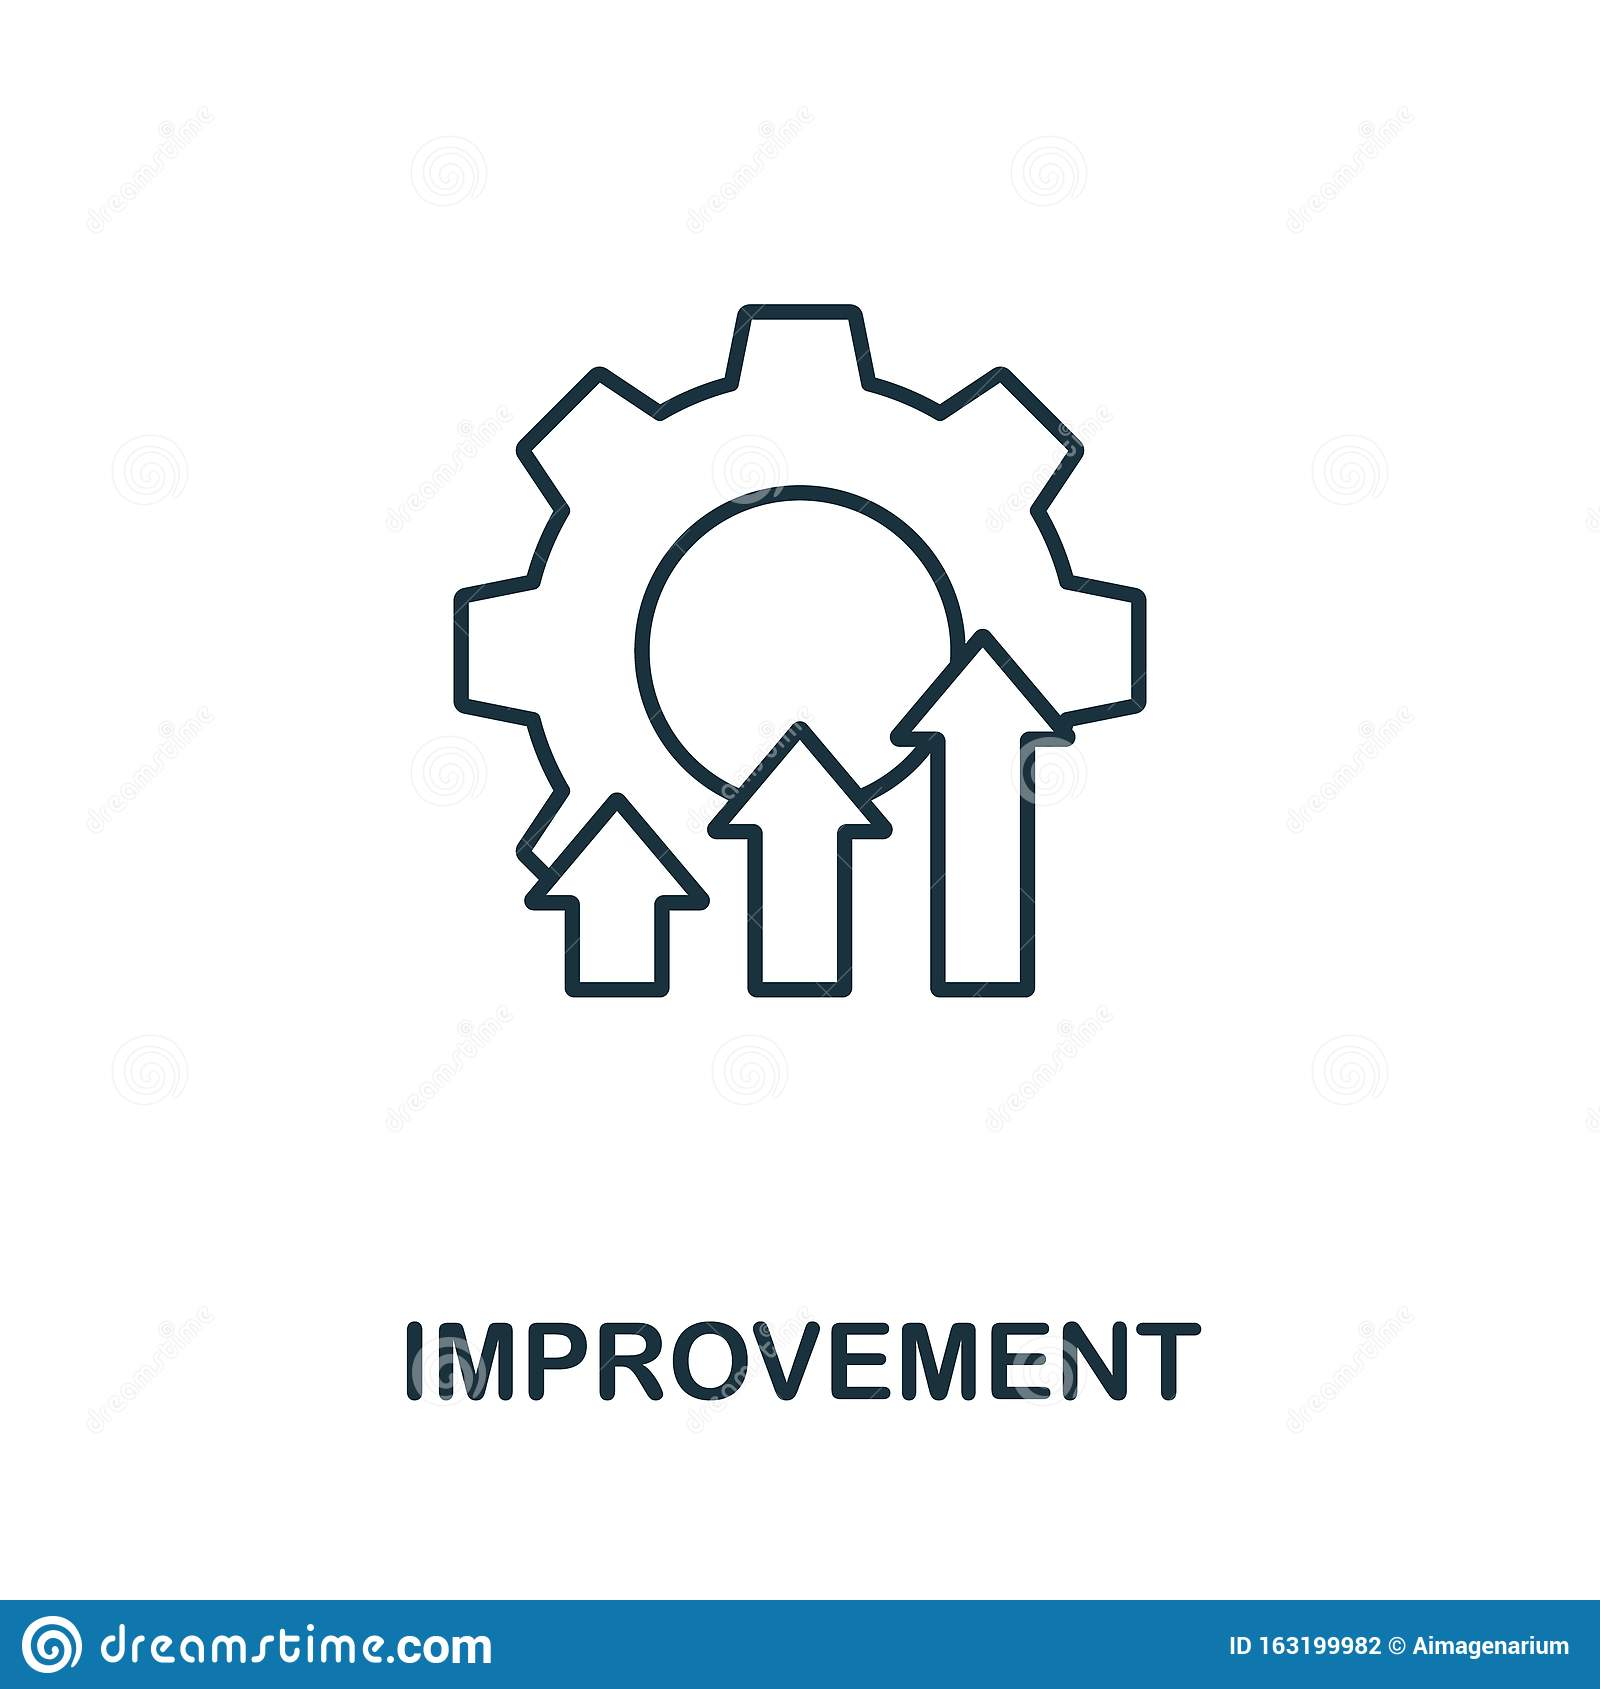 IMPROVEMENT
dreamstime.com
ID 163199982 © Aimagenarium